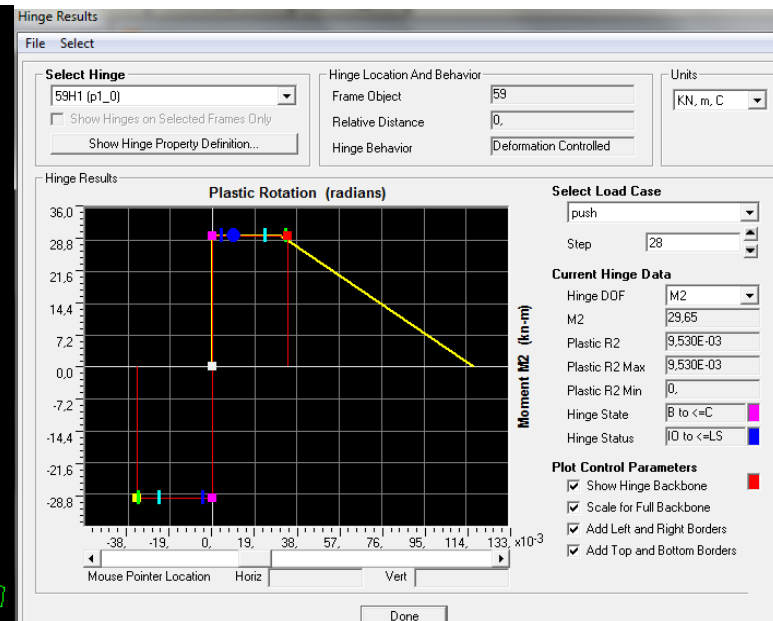 Hinge Results
File Select
Select Hinge
59H1 (p1_0)
Show Hinges on Selected Frames Only
Show Hinge Property Definition...
Hinge Location And Behavior
Frame Object 59
Relative Distance 0,
Hinge Behavior Deformation Controlled
Units
KN, m, C
Hinge Results
Plastic Rotation (radians)
36,0
28,8
21,6
14,4
7,2
0,0
-7,2
-14,4
-21,6
-28,8
-38, -19, 0, 19, 38, 57, 76, 95, 114, 133, x10-3
Moment M2 (kn-m)
Mouse Pointer Location Horiz Vert
Select Load Case
push
Step 28
Current Hinge Data
Hinge DOF M2
M2 29,65
Plastic R2 9,530E-03
Plastic R2 Max 9,530E-03
Plastic R2 Min 0,
Hinge State B to <=C
Hinge Status IO to <=LS
Plot Control Parameters
Show Hinge Backbone
Scale for Full Backbone
Add Left and Right Borders
Add Top and Bottom Borders
Done